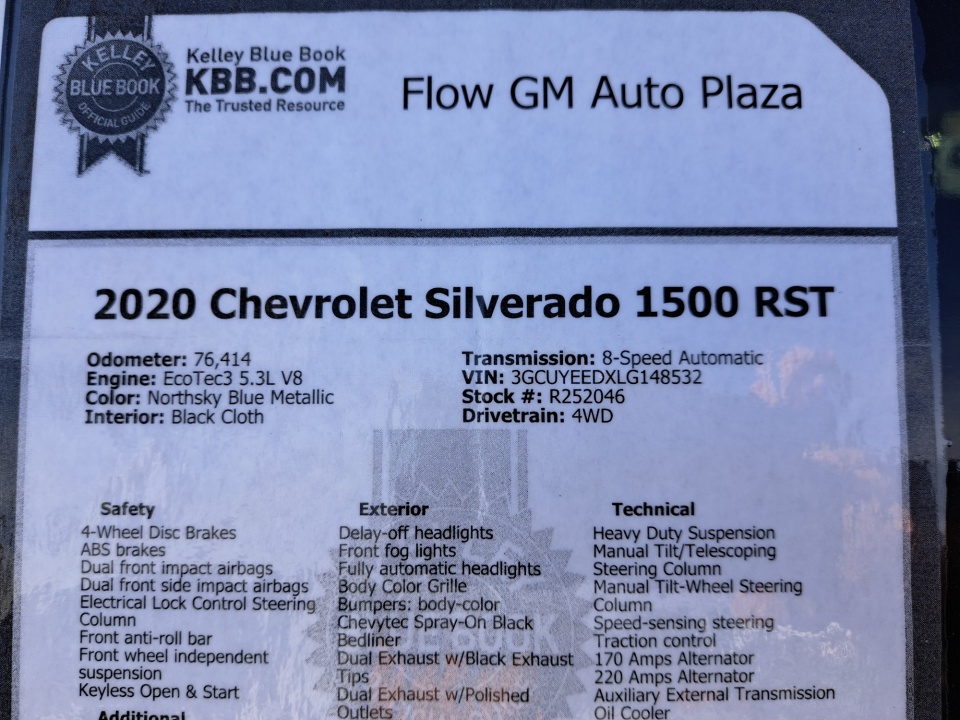 KELLEY
BLUE BOOK
OFFICIAL GUIDE
Kelley Blue Book
KBB.COM
The Trusted Resource
Flow GM Auto Plaza
2020 Chevrolet Silverado 1500 RST
Odometer: 76,414
Engine: EcoTec3 5.3L V8
Color: Northsky Blue Metallic
Interior: Black Cloth
Transmission: 8-Speed Automatic
VIN: 3GCUYEEDXLG148532
Stock #: R252046
Drivetrain: 4WD
Safety
4-Wheel Disc Brakes
ABS brakes
Dual front impact airbags
Dual front side impact airbags
Electrical Lock Control Steering
Column
Front anti-roll bar
Front wheel independent
suspension
Keyless Open & Start
Additional
Exterior
Delay-off headlights
Front fog lights
Fully automatic headlights
Body Color Grille
Bumpers: body-color
Chevytec Spray-On Black
Bedliner
Dual Exhaust w/Black Exhaust
Tips
Dual Exhaust w/Polished
Outlets
Technical
Heavy Duty Suspension
Manual Tilt/Telescoping
Steering Column
Manual Tilt-Wheel Steering
Column
Speed-sensing steering
Traction control
170 Amps Alternator
220 Amps Alternator
Auxiliary External Transmission
Oil Cooler